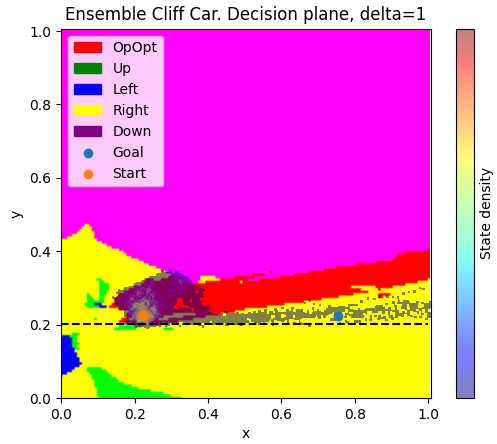 Ensemble Cliff Car. Decision plane, delta=1
OpOpt
Up
Left
Right
Down
Goal
Start
1.0
0.8
0.6
0.4
0.2
0.0
y
0.0 0.2 0.4 0.6 0.8 1.0
x
State density